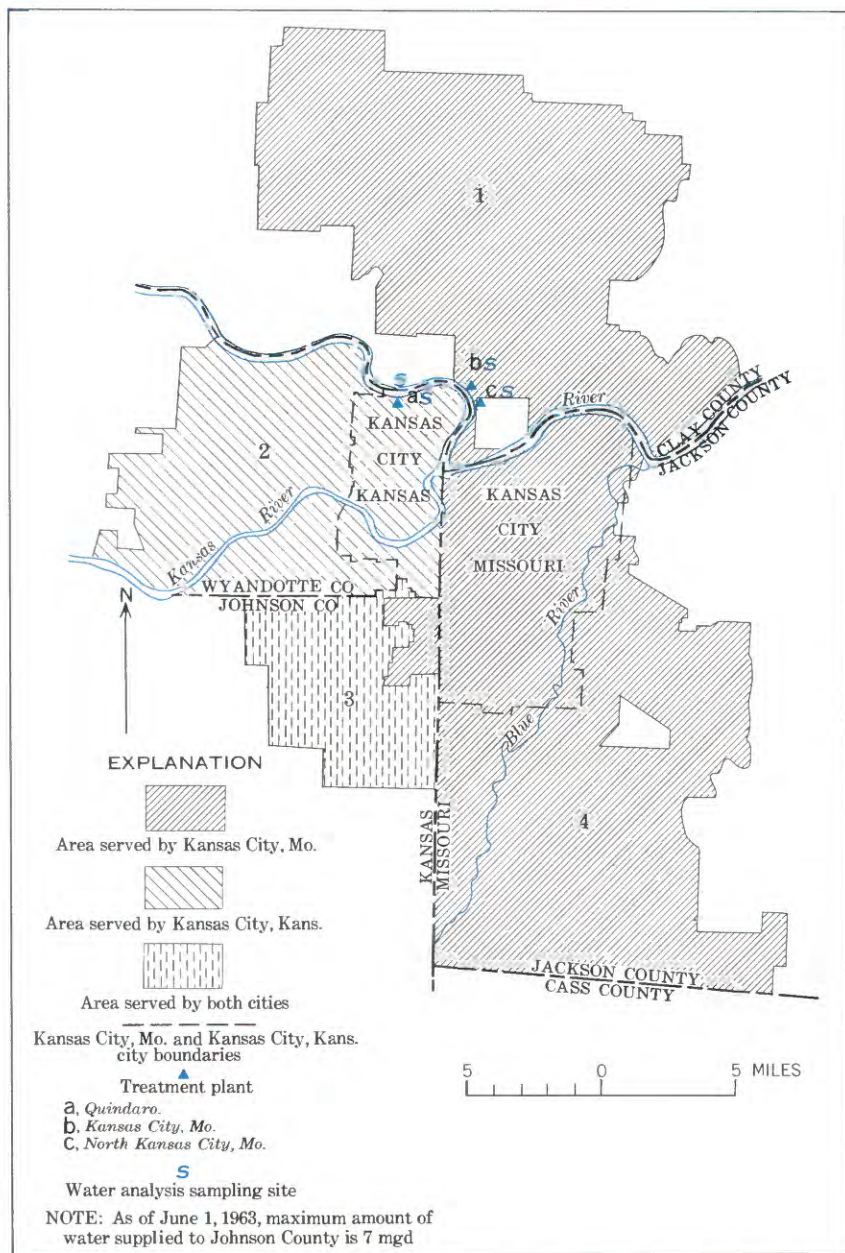 1
bs
s
as
cs
KANSAS
CITY
KANSAS
2
River
CLAY COUNTY
JACKSON COUNTY
KANSAS
CITY
MISSOURI
Kansas River
River
WYANDOTTE CO
JOHNSON CO
N
3
Blue
4
KANSAS
MISSOURI
JACKSON COUNTY
CASS COUNTY
EXPLANATION
Area served by Kansas City, Mo.
Area served by Kansas City, Kans.
Area served by both cities
Kansas City, Mo. and Kansas City, Kans.
city boundaries
Treatment plant
a, Quindaro.
b, Kansas City, Mo.
c, North Kansas City, Mo.
s
Water analysis sampling site
NOTE: As of June 1, 1963, maximum amount of
water supplied to Johnson County is 7 mgd
5 0 5 MILES